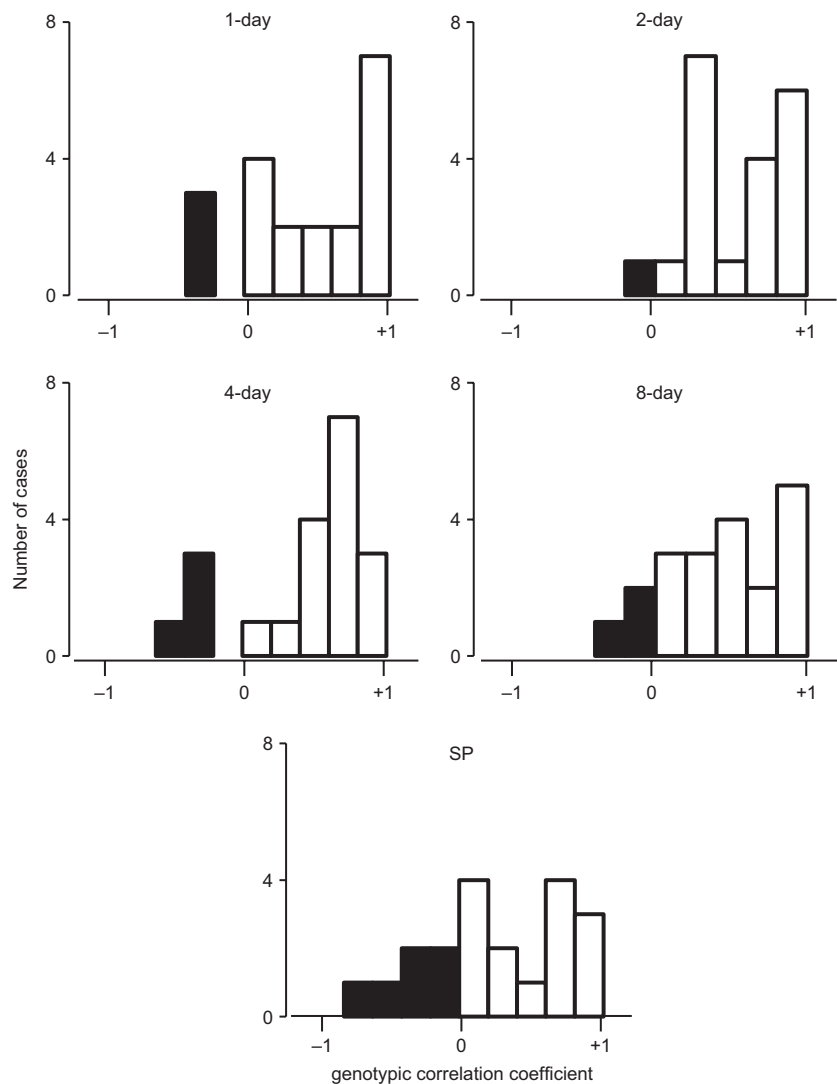 1-day
8
4
0
–1 0 +1
2-day
8
4
0
–1 0 +1
4-day
8
4
0
–1 0 +1
8-day
8
4
0
–1 0 +1
Number of cases
SP
8
4
0
–1 0 +1
genotypic correlation coefficient